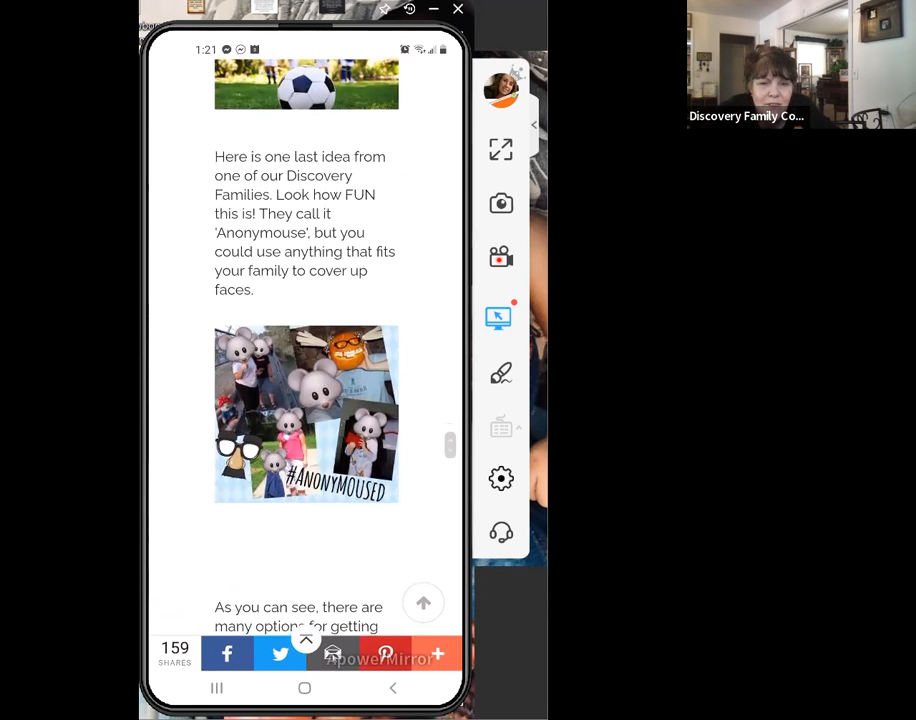 1:21
Here is one last idea from
one of our Discovery
Families. Look how FUN
this is! They call it
'Anonymouse', but you
could use anything that fits
your family to cover up
faces.
#ANONYMOUSED
As you can see, there are
many options for getting
159
SHARES
ApowerMirror
Discovery Family Co...